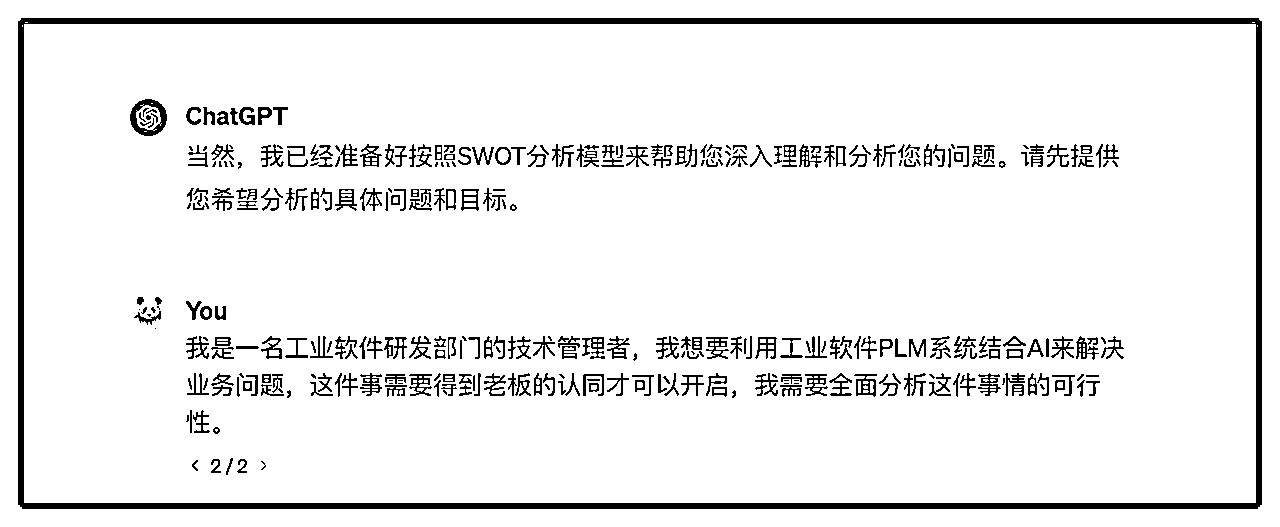 ChatGPT
当然，我已经准备好按照SWOT分析模型来帮助您深入理解和分析您的问题。请先提供
您希望分析的具体问题和目标。
You
我是一名工业软件研发部门的技术管理者，我想要利用工业软件PLM系统结合AI来解决
业务问题，这件事需要得到老板的认同才可以开启，我需要全面分析这件事情的可行
性。
< 2/2 >